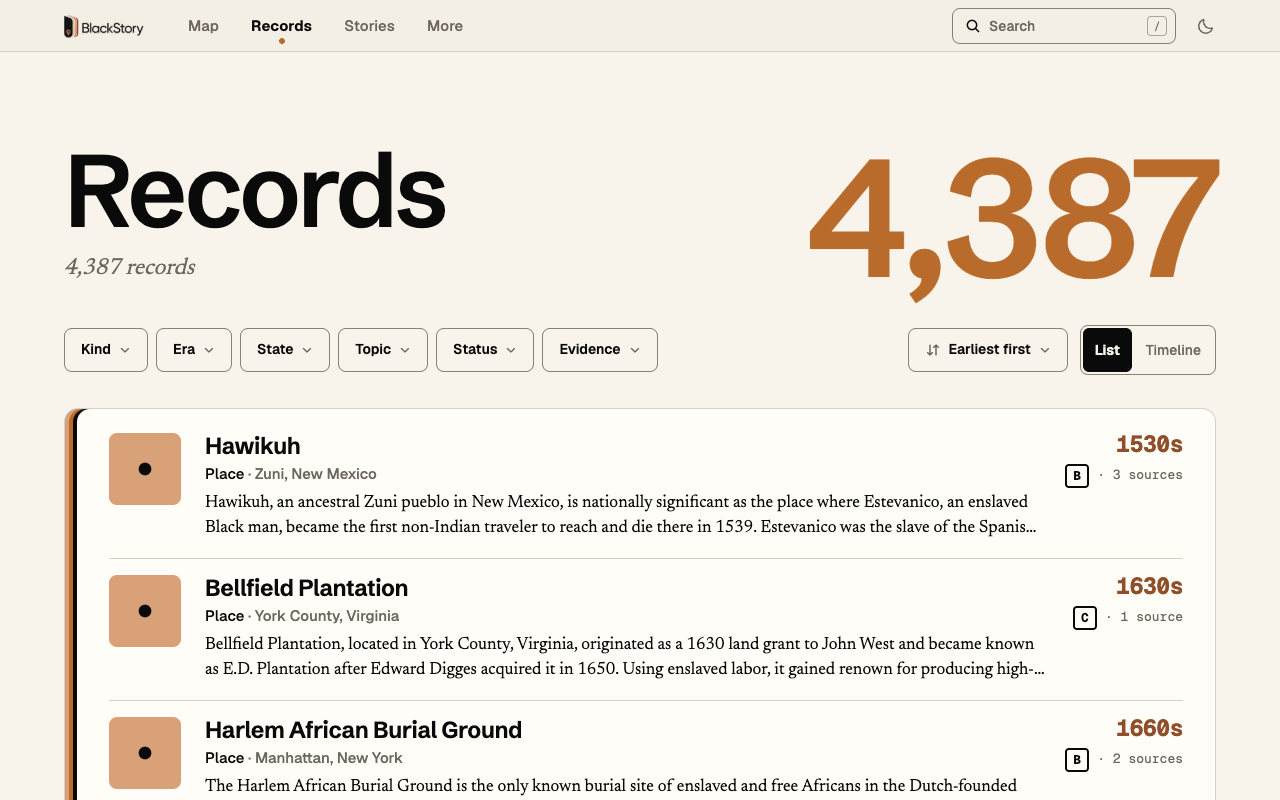 BlackStory
Map
Records
Stories
More
Search
/
Records
4,387 records
4,387
Kind
Era
State
Topic
Status
Evidence
Earliest first
List
Timeline
Hawikuh
Place · Zuni, New Mexico
Hawikuh, an ancestral Zuni pueblo in New Mexico, is nationally significant as the place where Estevanico, an enslaved
Black man, became the first non-Indian traveler to reach and die there in 1539. Estevanico was the slave of the Spanis…
1530s
B · 3 sources
Bellfield Plantation
Place · York County, Virginia
Bellfield Plantation, located in York County, Virginia, originated as a 1630 land grant to John West and became known
as E.D. Plantation after Edward Digges acquired it in 1650. Using enslaved labor, it gained renown for producing high-…
1630s
C · 1 source
Harlem African Burial Ground
Place · Manhattan, New York
The Harlem African Burial Ground is the only known burial site of enslaved and free Africans in the Dutch-founded
1660s
B · 2 sources